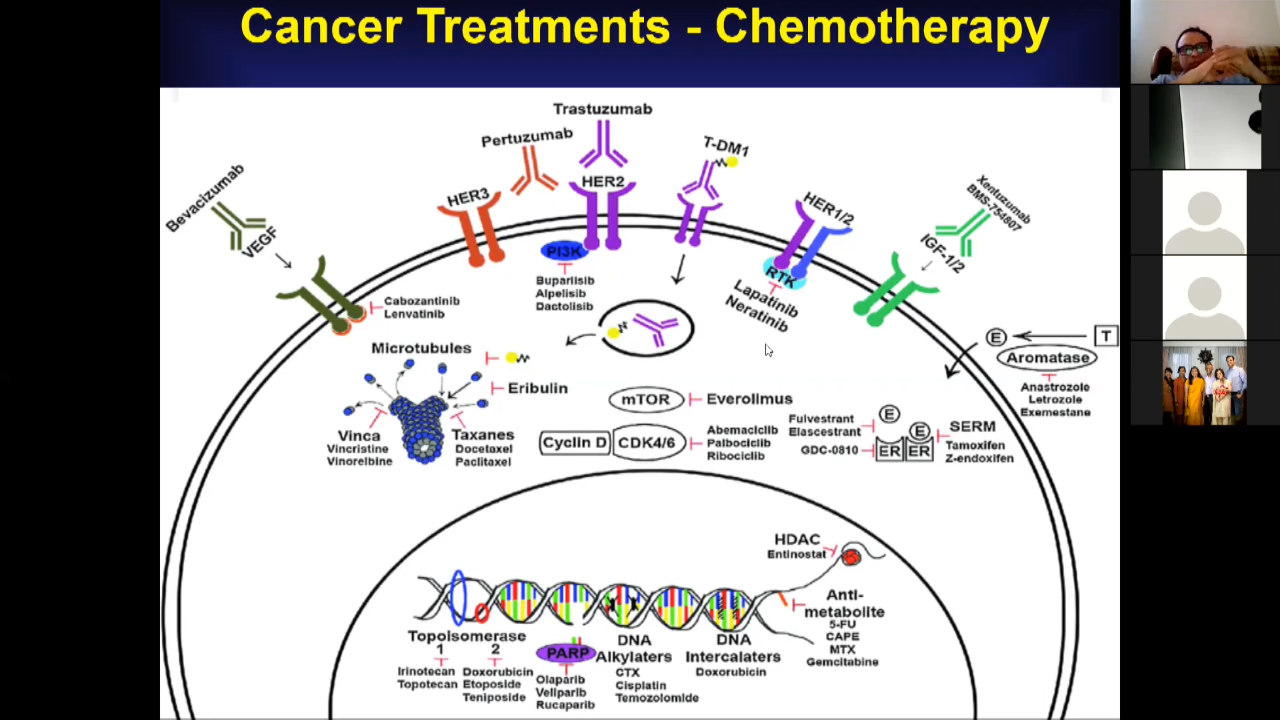 Cancer Treatments - Chemotherapy
Trastuzumab
Pertuzumab
T-DM1
HER2
HER3
HER1/2
Bevacizumab
VEGF
Xentuzumab
BMS-754807
IGF-1/2
PI3K
Buparlisib
Alpelisib
Dactolisib
RTK
Lapatinib
Neratinib
Cabozantinib
Lenvatinib
E
T
Aromatase
Anastrozole
Letrozole
Exemestane
Microtubules
Eribulin
Vinca
Vincristine
Vinorelbine
Taxanes
Docetaxel
Paclitaxel
mTOR
Everolimus
Cyclin D
CDK4/6
Abemaciclib
Palbociclib
Ribociclib
Fulvestrant
Elascestrant
GDC-0810
E
E
ER
ER
SERM
Tamoxifen
Z-endoxifen
HDAC
Entinostat
Anti-
metabolite
5-FU
CAPE
MTX
Gemcitabine
Topoisomerase
1
2
Irinotecan
Topotecan
Doxorubicin
Etoposide
Teniposide
PARP
Olaparib
Veliparib
Rucaparib
DNA
Alkylaters
CTX
Cisplatin
Temozolomide
DNA
Intercalaters
Doxorubicin